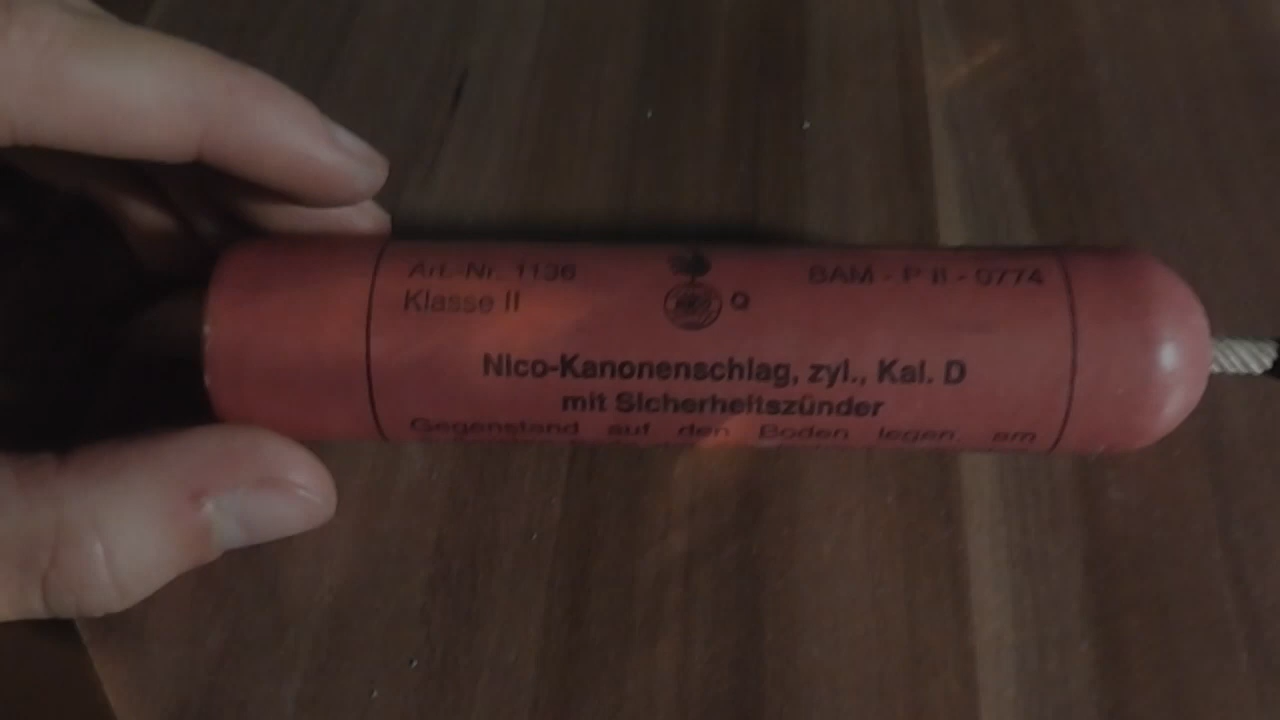 Art.-Nr. 1136
BAM - P II - 0774
Klasse II
Q
Nico-Kanonenschlag, zyl., Kal. D
mit Sicherheitszünder
Gegenstand auf den Boden legen am